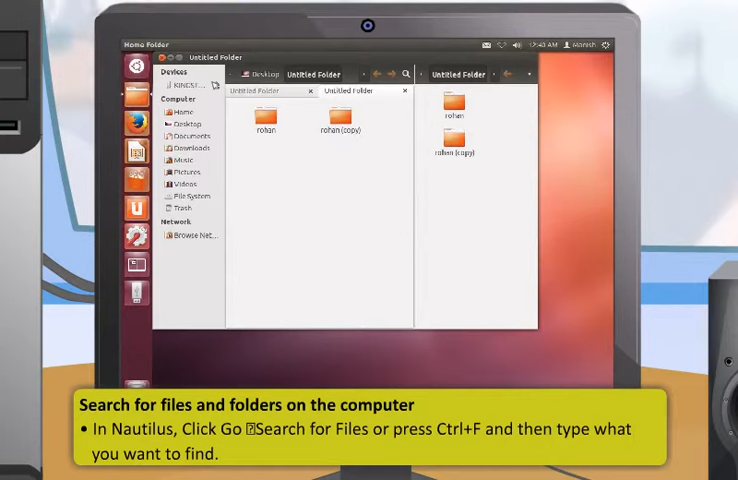 Home Folder
12:40 AM Manish
Untitled Folder
Devices
KINGST...
Computer
Home
Desktop
Documents
Downloads
Music
Pictures
Videos
File System
Trash
Network
Browse Net...
Desktop Untitled Folder
Untitled Folder x Untitled Folder x
rohan rohan (copy)
Untitled Folder
rohan
rohan (copy)
Search for files and folders on the computer
• In Nautilus, Click Go Search for Files or press Ctrl+F and then type what
you want to find.